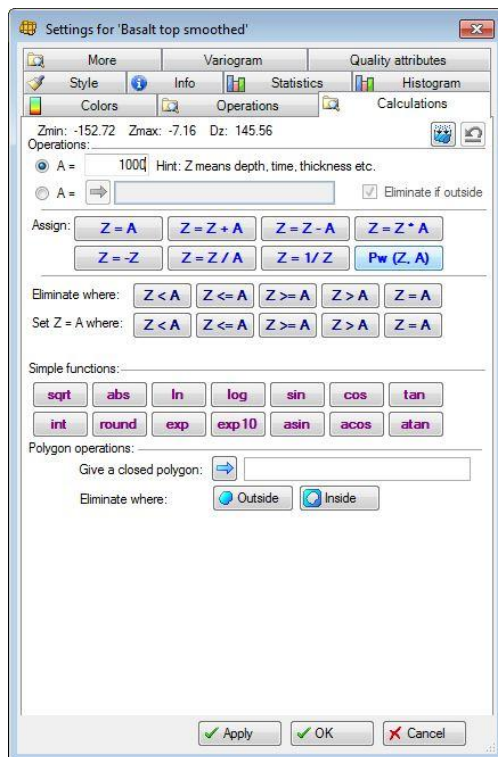 Settings for 'Basalt top smoothed'
More Variogram Quality attributes
Style Info Statistics Histogram
Colors Operations Calculations
Zmin: -152.72 Zmax: -7.16 Dz: 145.56
Operations:
A = 1000 Hint: Z means depth, time, thickness etc.
A = Eliminate if outside
Assign: Z = A Z = Z + A Z = Z - A Z = Z * A
Z = -Z Z = Z / A Z = 1/ Z Pw (Z, A)
Eliminate where: Z < A Z <= A Z >= A Z > A Z = A
Set Z = A where: Z < A Z <= A Z >= A Z > A Z = A
Simple functions:
sqrt abs ln log sin cos tan
int round exp exp10 asin acos atan
Polygon operations:
Give a closed polygon:
Eliminate where: Outside Inside
Apply OK Cancel